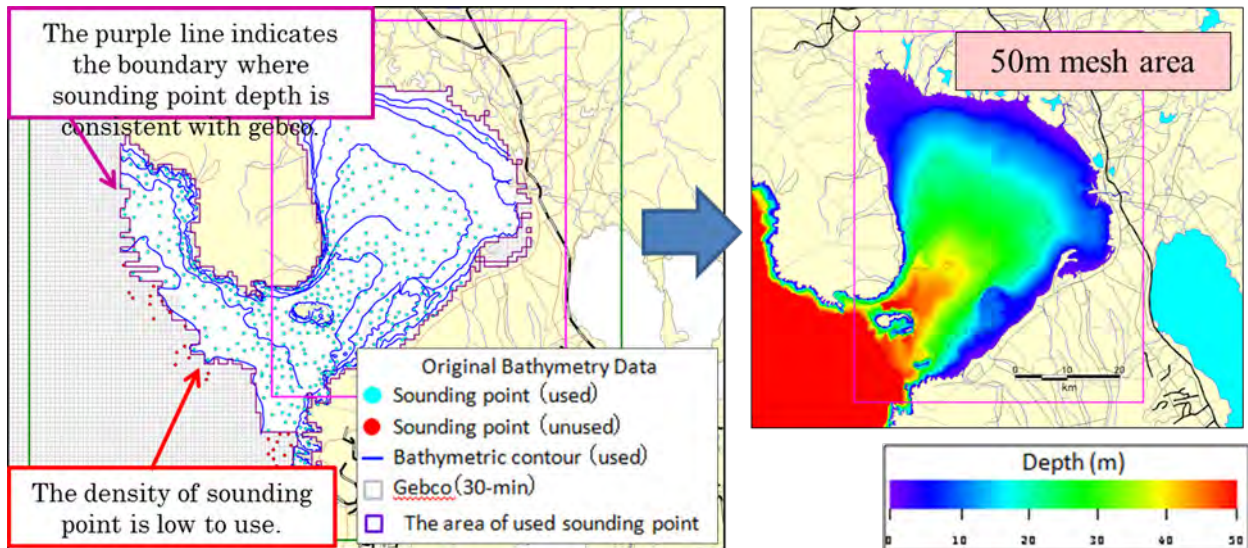 The purple line indicates
the boundary where
sounding point depth is
consistent with gebco.
The density of sounding
point is low to use.
Original Bathymetry Data
Sounding point (used)
Sounding point (unused)
Bathymetric contour (used)
Gebco(30-min)
The area of used sounding point
50m mesh area
0 10 20
km
Depth (m)
0 10 20 30 40 50